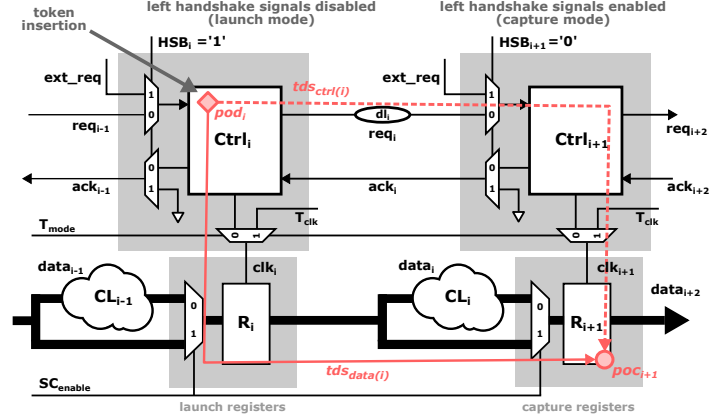 left handshake signals disabled
(launch mode)
left handshake signals enabled
(capture mode)
token
insertion
HSBi ='1'
HSBi+1 ='0'
ext_req
ext_req
1
0
1
0
tdsctrl(i)
podi
reqi-1
Ctrli
dli
reqi
Ctrli+1
reqi+2
0
1
0
1
acki-1
acki
acki+2
Tclk
Tclk
Tmode
0
1
0
1
datai-1
clki
datai
clki+1
datai+2
CLi-1
0
1
Ri
CLi
0
1
Ri+1
tdsdata(i)
poci+1
SCenable
launch registers
capture registers